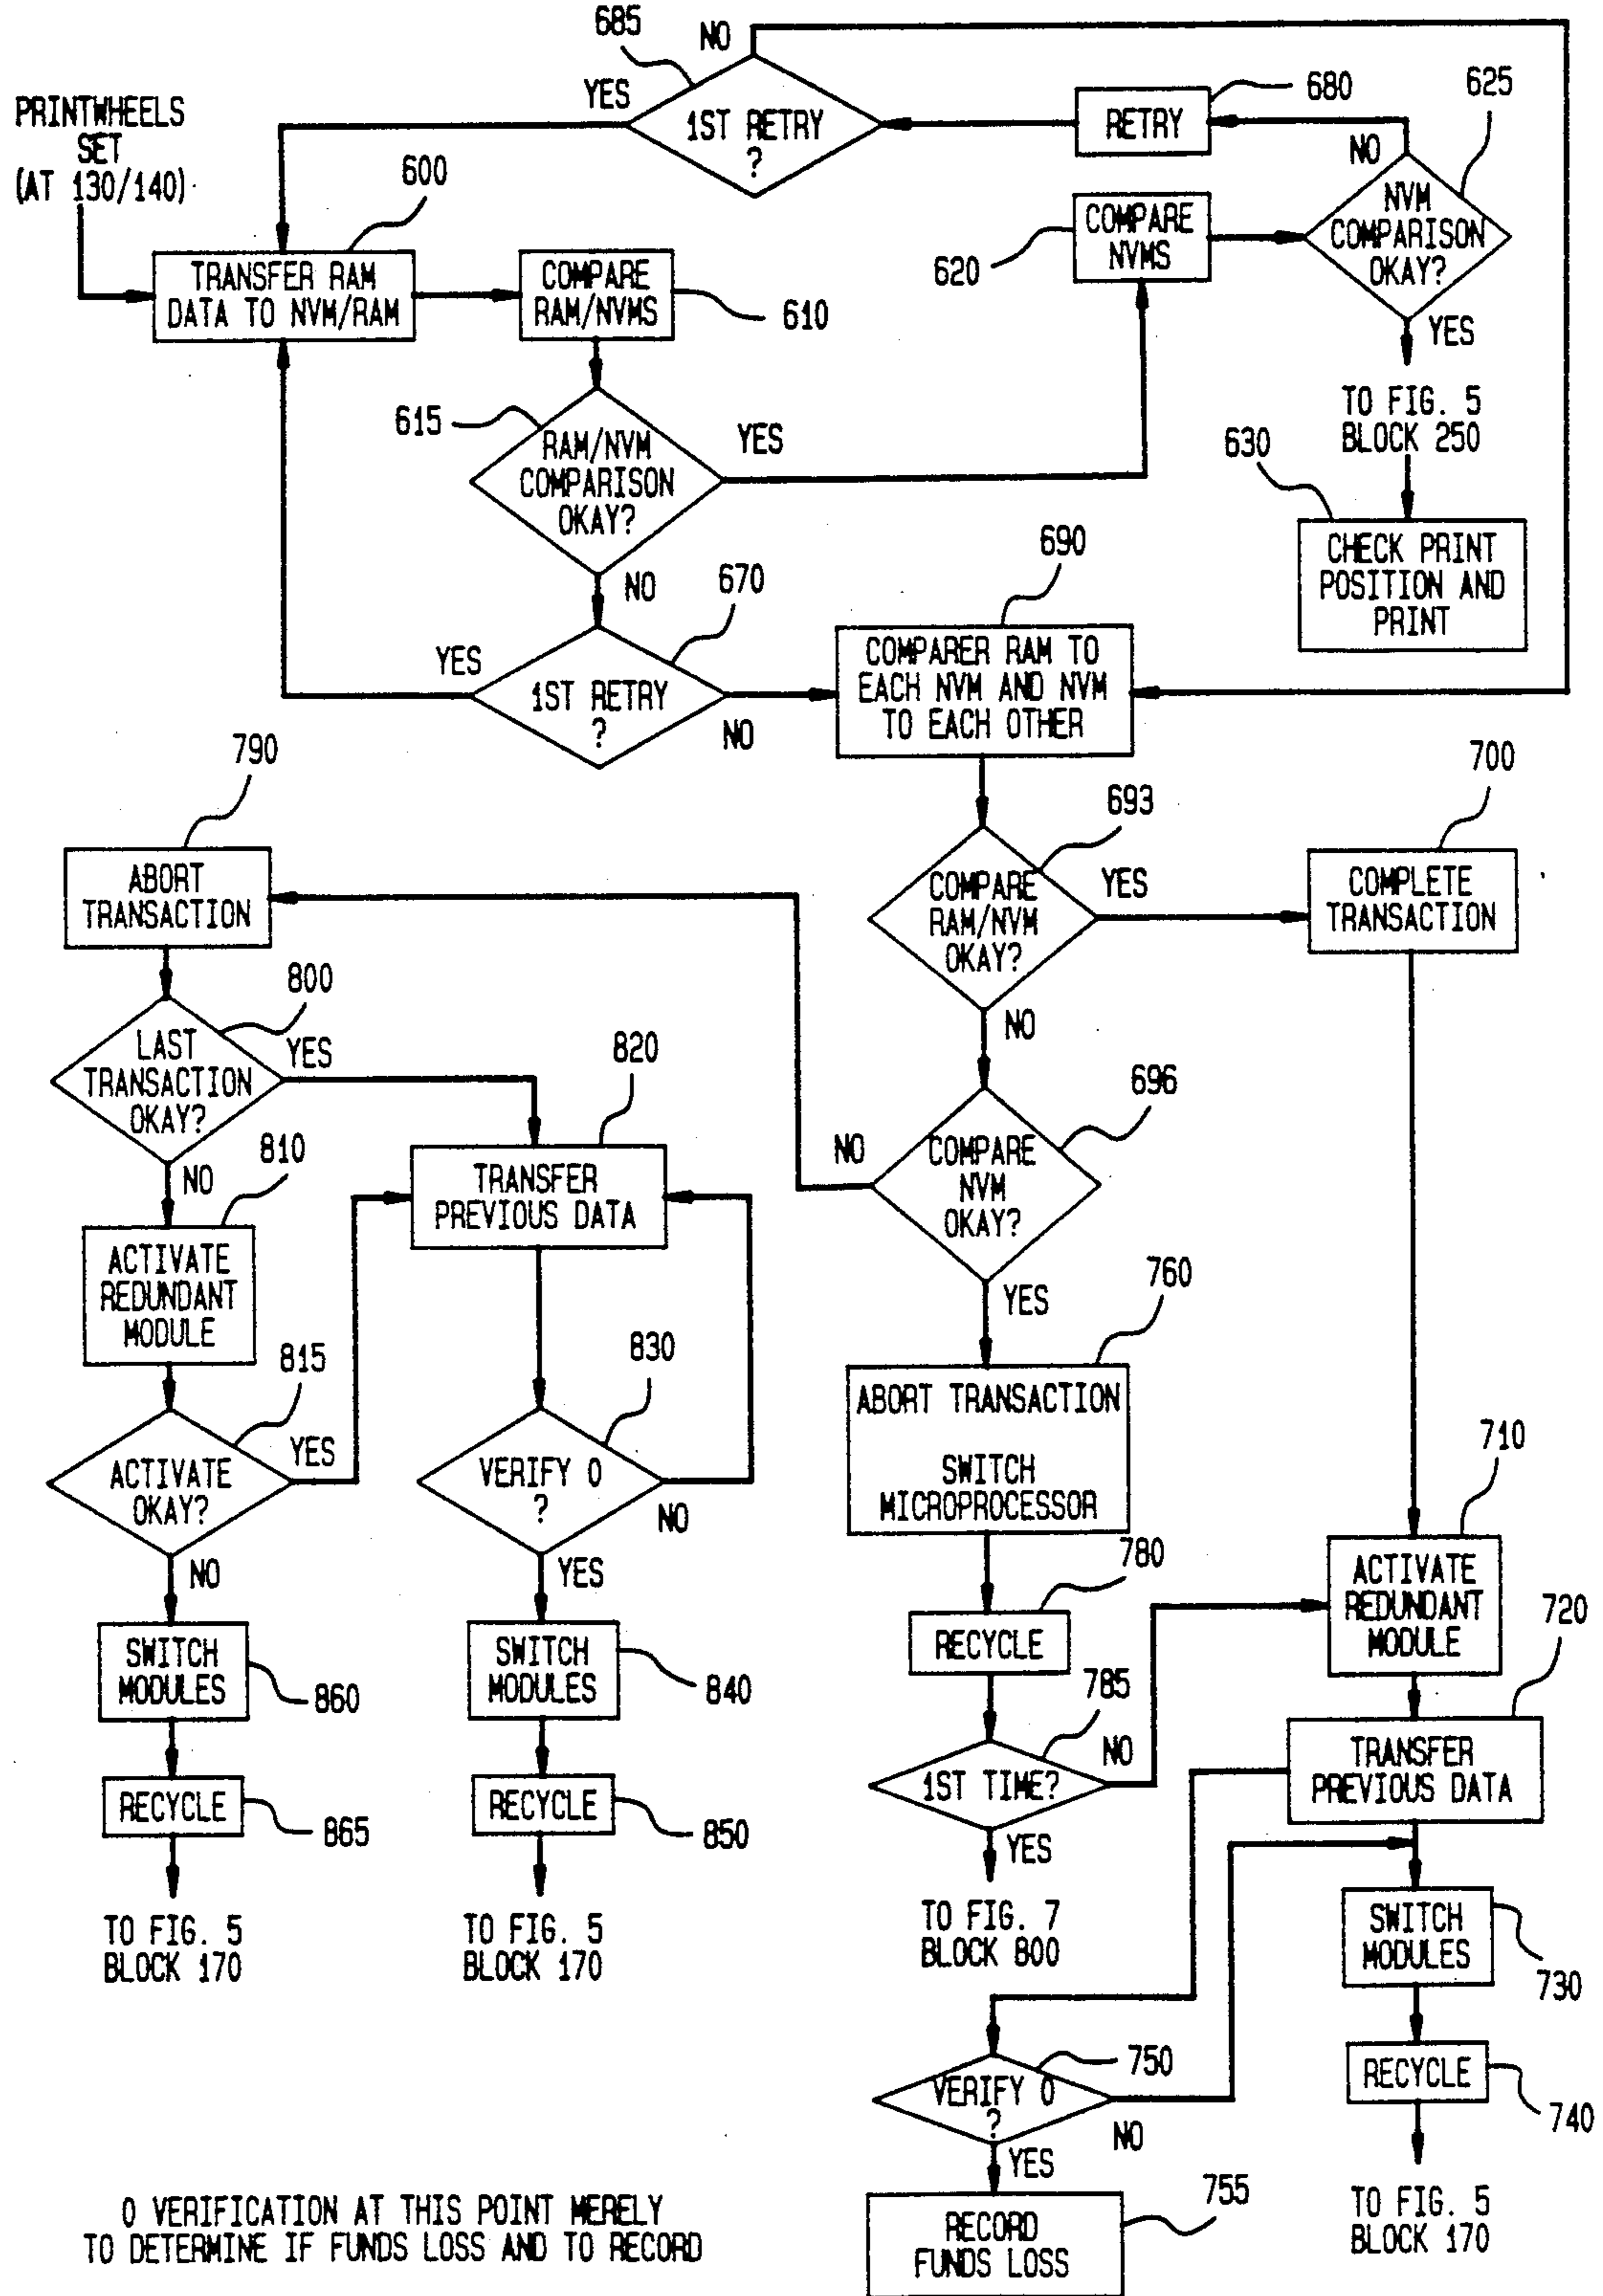 685
NO
YES
1ST RETRY
?
680
RETRY
625
NO
PRINTWHEELS
SET
(AT 130/140)
600
TRANSFER RAM
DATA TO NVM/RAM
COMPARE
RAM/NVMS
610
620
COMPARE
NVMS
NVM
COMPARISON
OKAY?
YES
TO FIG. 5
BLOCK 250
630
CHECK PRINT
POSITION AND
PRINT
615
RAM/NVM
COMPARISON
OKAY?
YES
NO
670
YES
1ST RETRY
?
NO
690
COMPARER RAM TO
EACH NVM AND NVM
TO EACH OTHER
693
COMPARE
RAM/NVM
OKAY?
YES
NO
700
COMPLETE
TRANSACTION
790
ABORT
TRANSACTION
800
LAST
TRANSACTION
OKAY?
YES
NO
810
ACTIVATE
REDUNDANT
MODULE
815
ACTIVATE
OKAY?
YES
NO
SWITCH
MODULES
860
RECYCLE
865
TO FIG. 5
BLOCK 170
820
TRANSFER
PREVIOUS DATA
830
VERIFY 0
?
NO
YES
SWITCH
MODULES
840
RECYCLE
850
TO FIG. 5
BLOCK 170
696
NO
COMPARE
NVM
OKAY?
YES
760
ABORT TRANSACTION
SWITCH
MICROPROCESSOR
780
RECYCLE
785
1ST TIME?
NO
YES
TO FIG. 7
BLOCK 800
710
ACTIVATE
REDUNDANT
MODULE
720
TRANSFER
PREVIOUS DATA
SWITCH
MODULES
730
RECYCLE
740
TO FIG. 5
BLOCK 170
750
VERIFY 0
?
NO
YES
755
RECORD
FUNDS LOSS
0 VERIFICATION AT THIS POINT MERELY
TO DETERMINE IF FUNDS LOSS AND TO RECORD